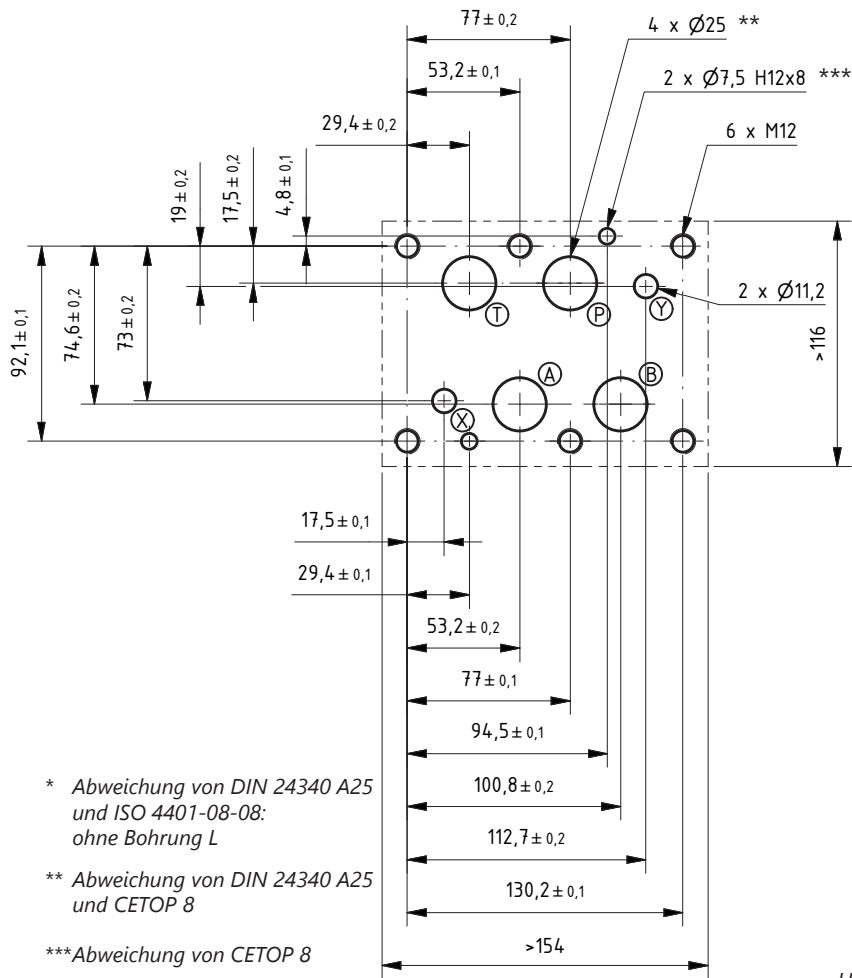 77 ± 0,2
4 x Ø25 **
53,2 ± 0,1
2 x Ø7,5 H12x8 ***
29,4 ± 0,2
6 x M12
19 ± 0,2
17,5 ± 0,2
4,8 ± 0,1
92,1 ± 0,1
74,6 ± 0,2
73 ± 0,2
T
P
Y
2 x Ø11,2
>116
A
B
X
17,5 ± 0,1
29,4 ± 0,1
53,2 ± 0,2
77 ± 0,1
94,5 ± 0,1
100,8 ± 0,2
112,7 ± 0,2
130,2 ± 0,1
>154
* Abweichung von DIN 24340 A25
und ISO 4401-08-08:
ohne Bohrung L
** Abweichung von DIN 24340 A25
und CETOP 8
***Abweichung von CETOP 8